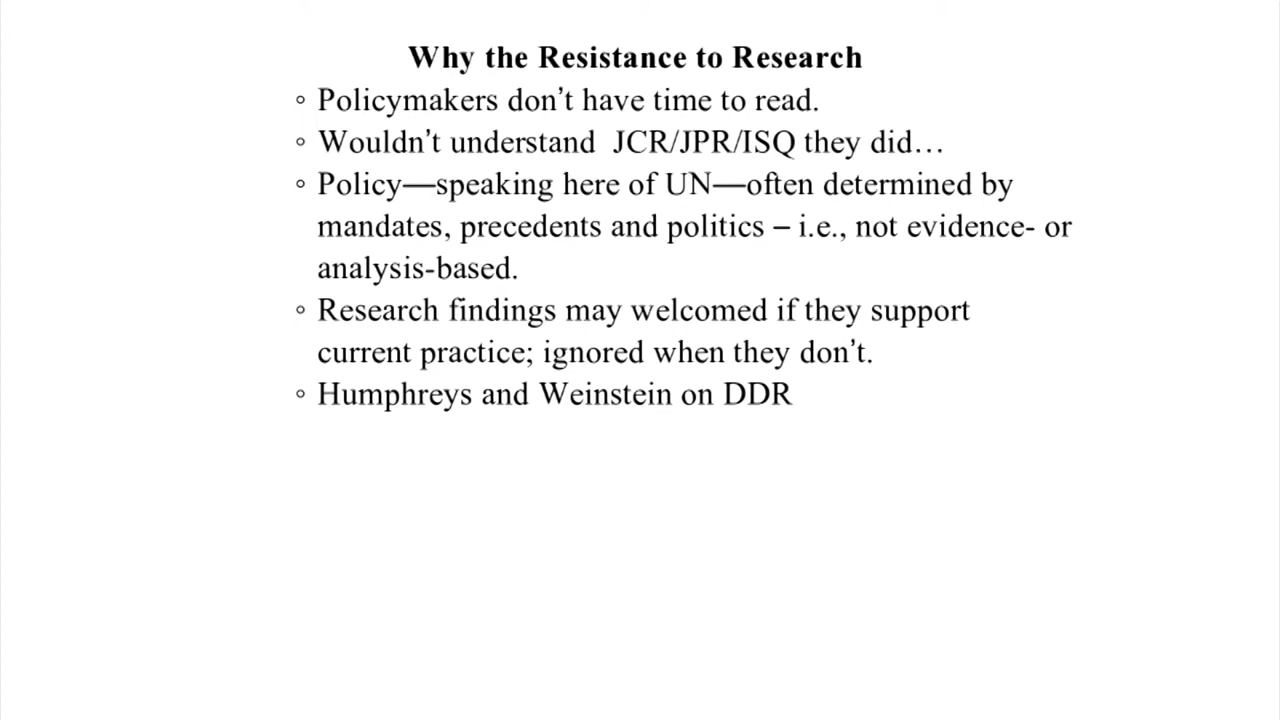 Why the Resistance to Research
◦ Policymakers don’t have time to read.
◦ Wouldn’t understand  JCR/JPR/ISQ they did…
◦ Policy—speaking here of UN—often determined by
mandates, precedents and politics – i.e., not evidence- or
analysis-based.
◦ Research findings may welcomed if they support
current practice; ignored when they don’t.
◦ Humphreys and Weinstein on DDR